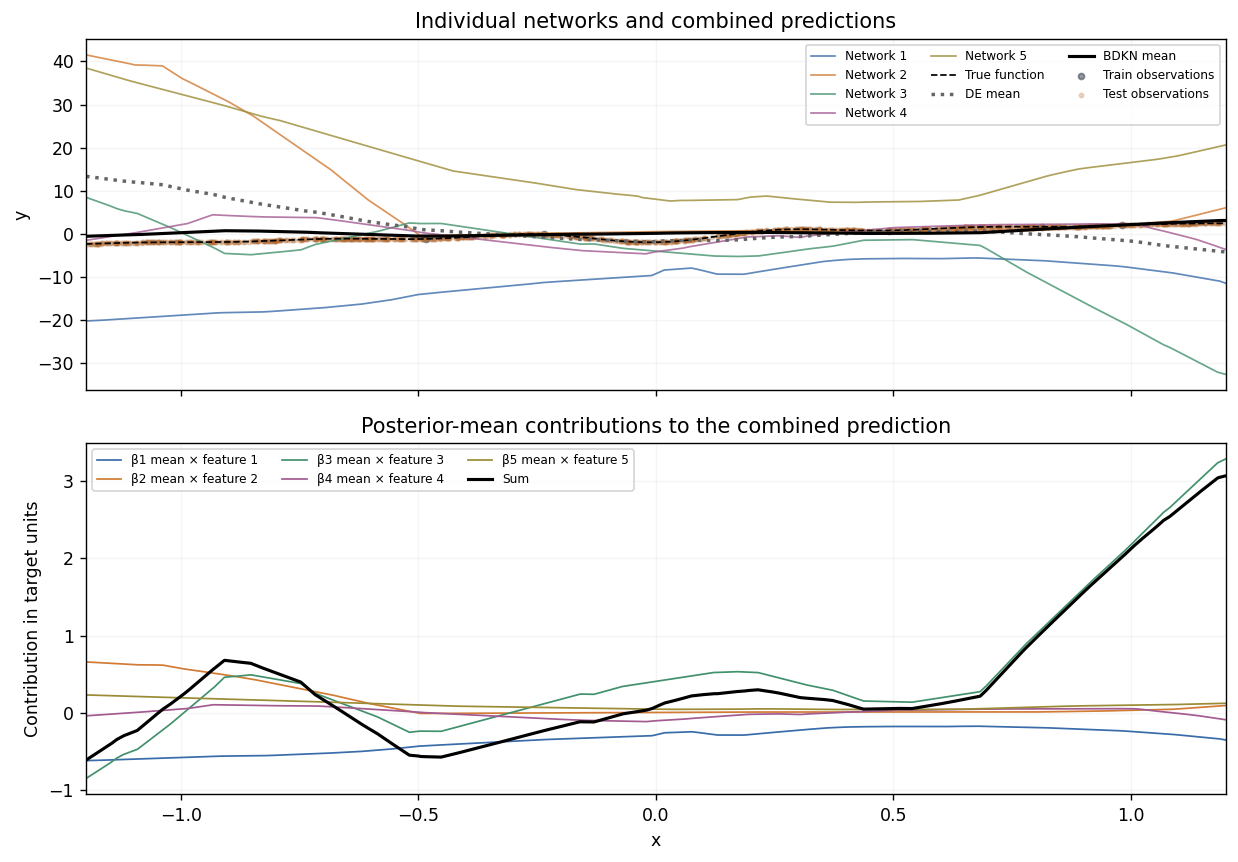 Individual networks and combined predictions
y
40
30
20
10
0
−10
−20
−30
Network 1
Network 2
Network 3
Network 4
Network 5
True function
DE mean
BDKN mean
Train observations
Test observations
Posterior-mean contributions to the combined prediction
Contribution in target units
3
2
1
0
−1
β1 mean × feature 1
β2 mean × feature 2
β3 mean × feature 3
β4 mean × feature 4
β5 mean × feature 5
Sum
−1.0
−0.5
0.0
0.5
1.0
x